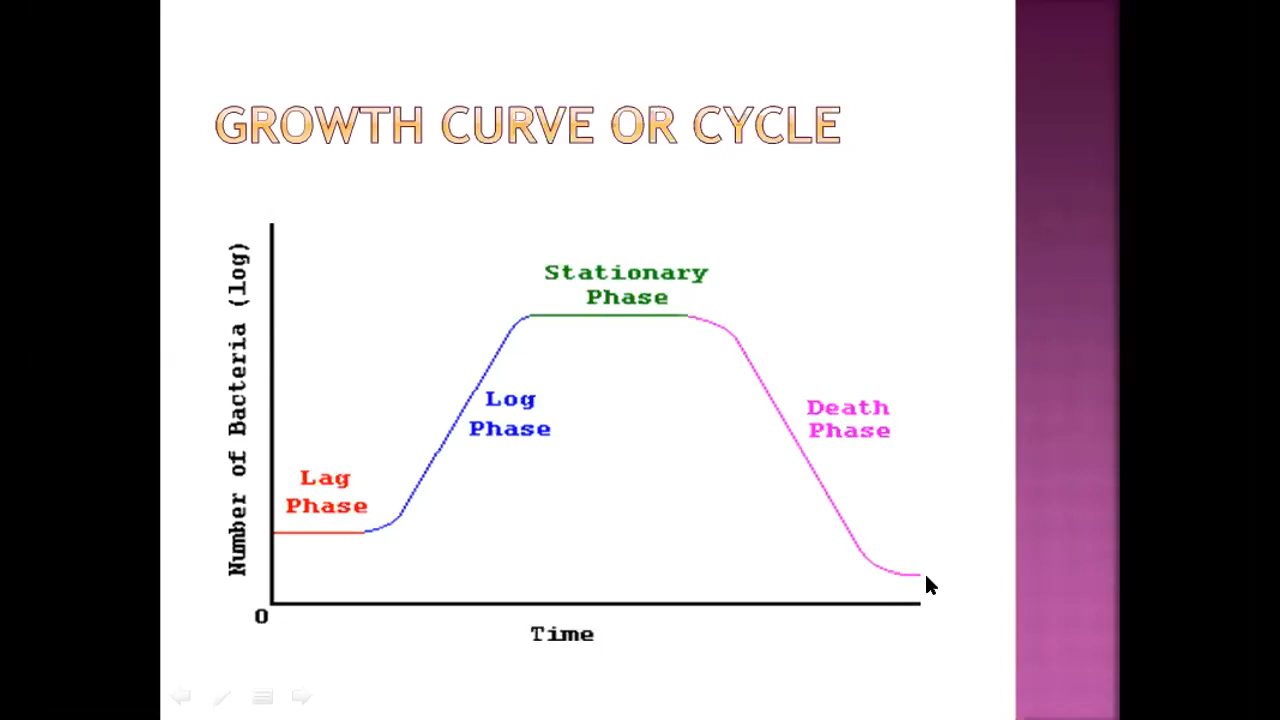 GROWTH CURVE OR CYCLE
Number of Bacteria (log)
Stationary
Phase
Log
Phase
Death
Phase
Lag
Phase
0
Time